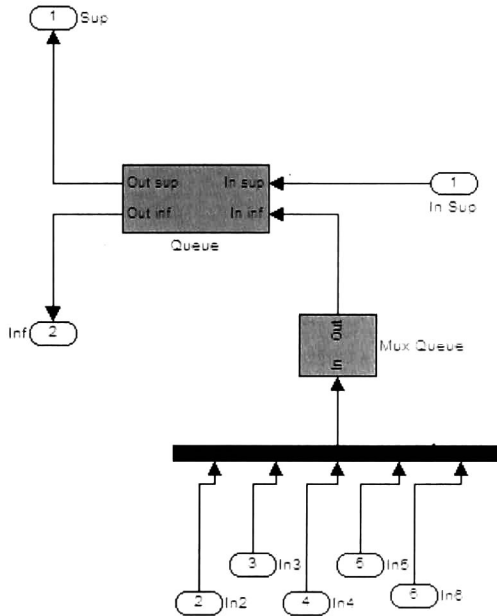 1 Sup
Out sup In sup
1
Out inf In inf
In Sup
Queue
Inf 2
Out
In
Mux Queue
3 In3
5 In5
2 In2
4 In4
6 In6